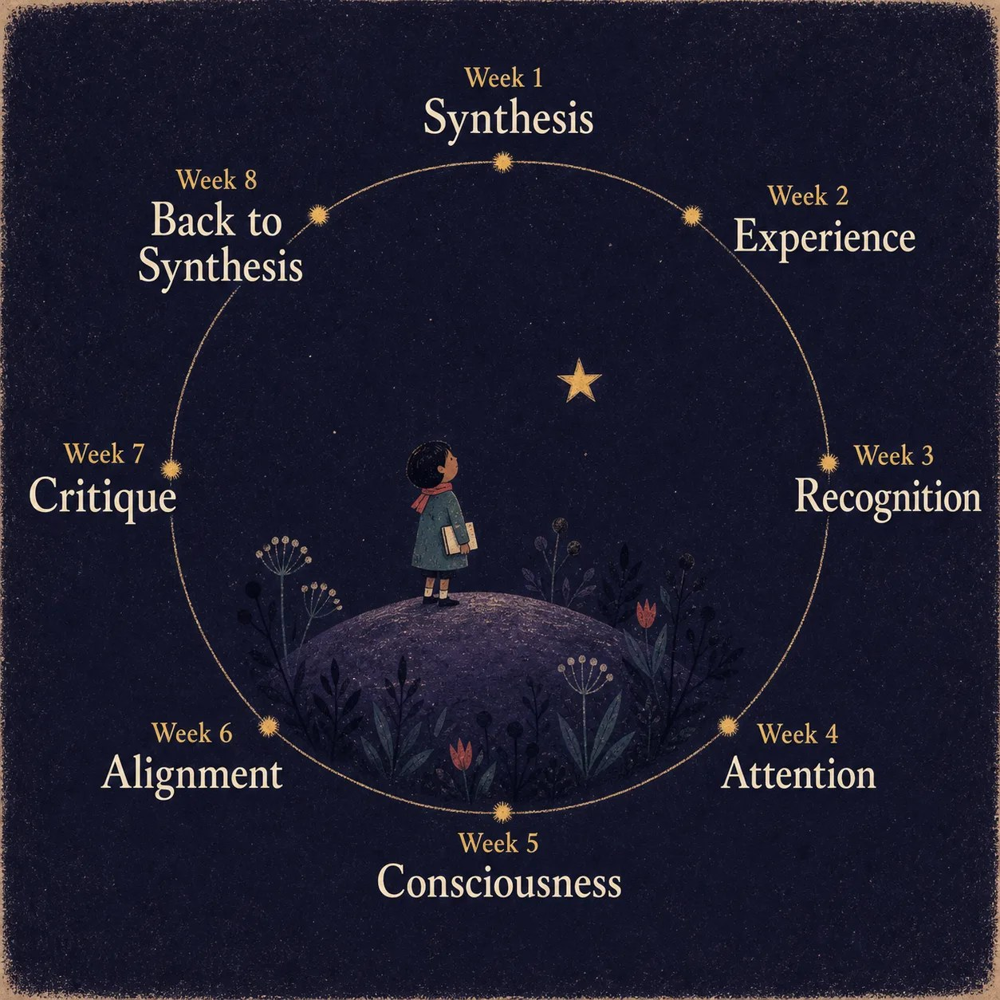 Week 1
Synthesis
Week 2
Experience
Week 3
Recognition
Week 4
Attention
Week 5
Consciousness
Week 6
Alignment
Week 7
Critique
Week 8
Back to
Synthesis